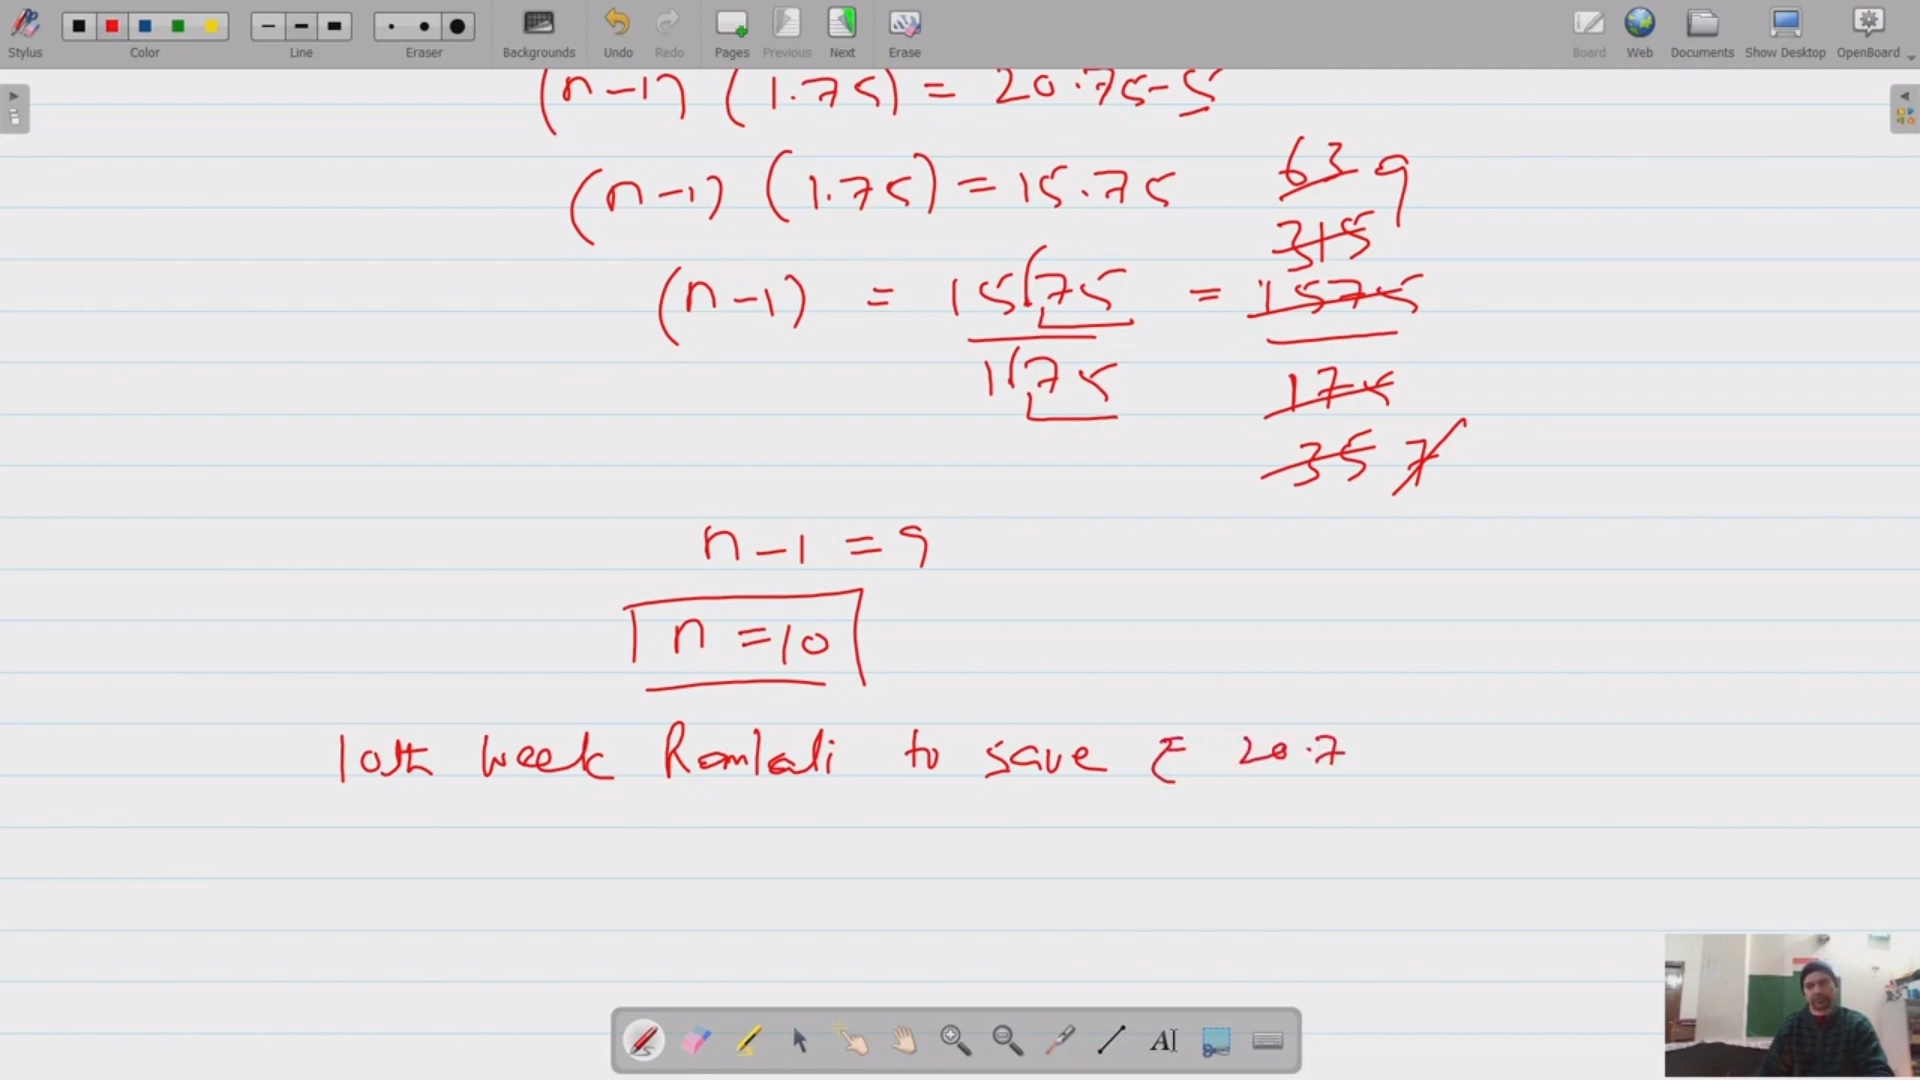 Stylus Color Line Eraser Backgrounds Undo Redo Pages Previous Next Erase Board Web Documents Show Desktop OpenBoard
(n-1) (1.75) = 20.75-5
(n-1) (1.75) = 15.75
63 9
315
(n-1) = 15.75 = 1575
1.75 175
35 7
n-1 = 9
n = 10
10th week Ramkali to save ₹ 20.7
AI